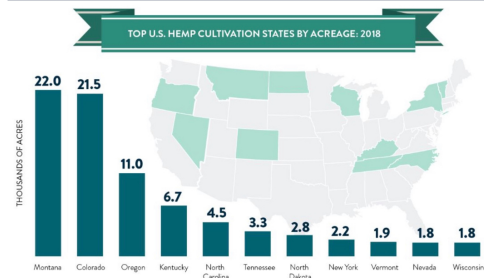 TOP U.S. HEMP CULTIVATION STATES BY ACREAGE: 2018
THOUSANDS OF ACRES
22.0
21.5
11.0
6.7
4.5
3.3
2.8
2.2
1.9
1.8
1.8
Montana
Colorado
Oregon
Kentucky
North
Carolina
Tennessee
North
Dakota
New York
Vermont
Nevada
Wisconsin